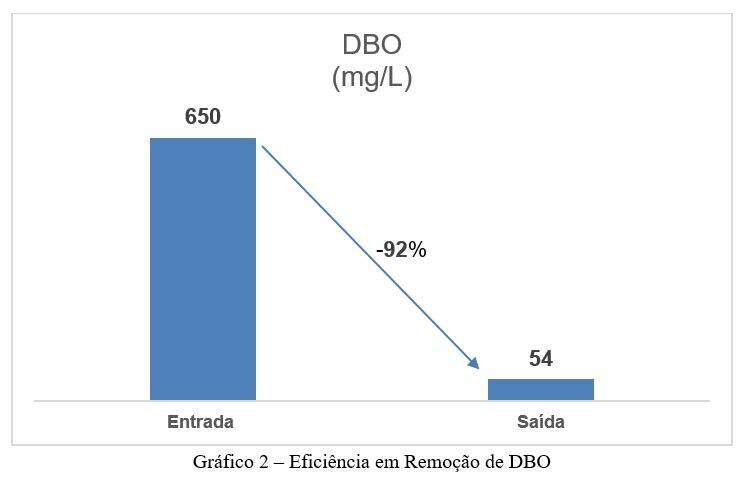 DBO
(mg/L)
650
-92%
54
Entrada
Saída
Gráfico 2 – Eficiência em Remoção de DBO